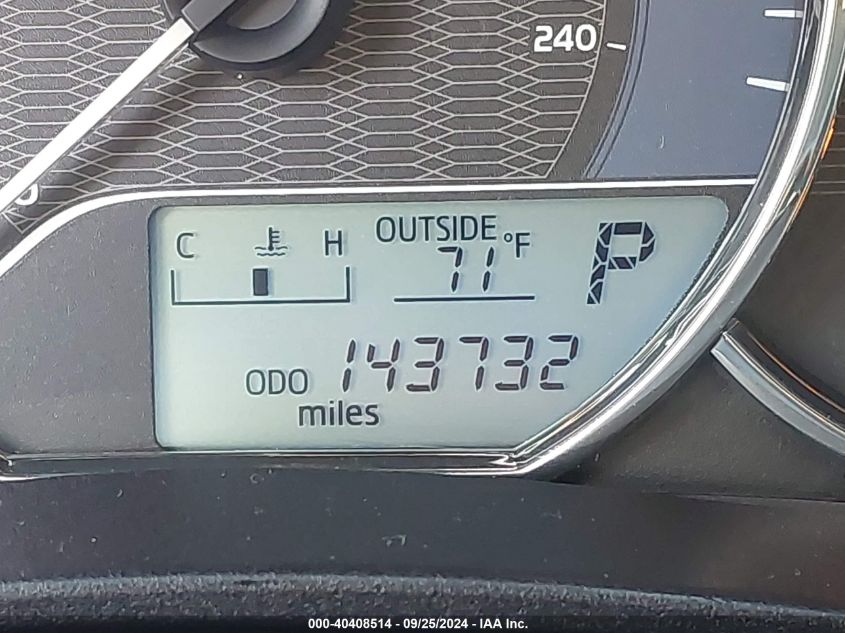 240
C H OUTSIDE °F P
71
ODO 143732
miles
000-40408514 - 09/25/2024 - IAA Inc.